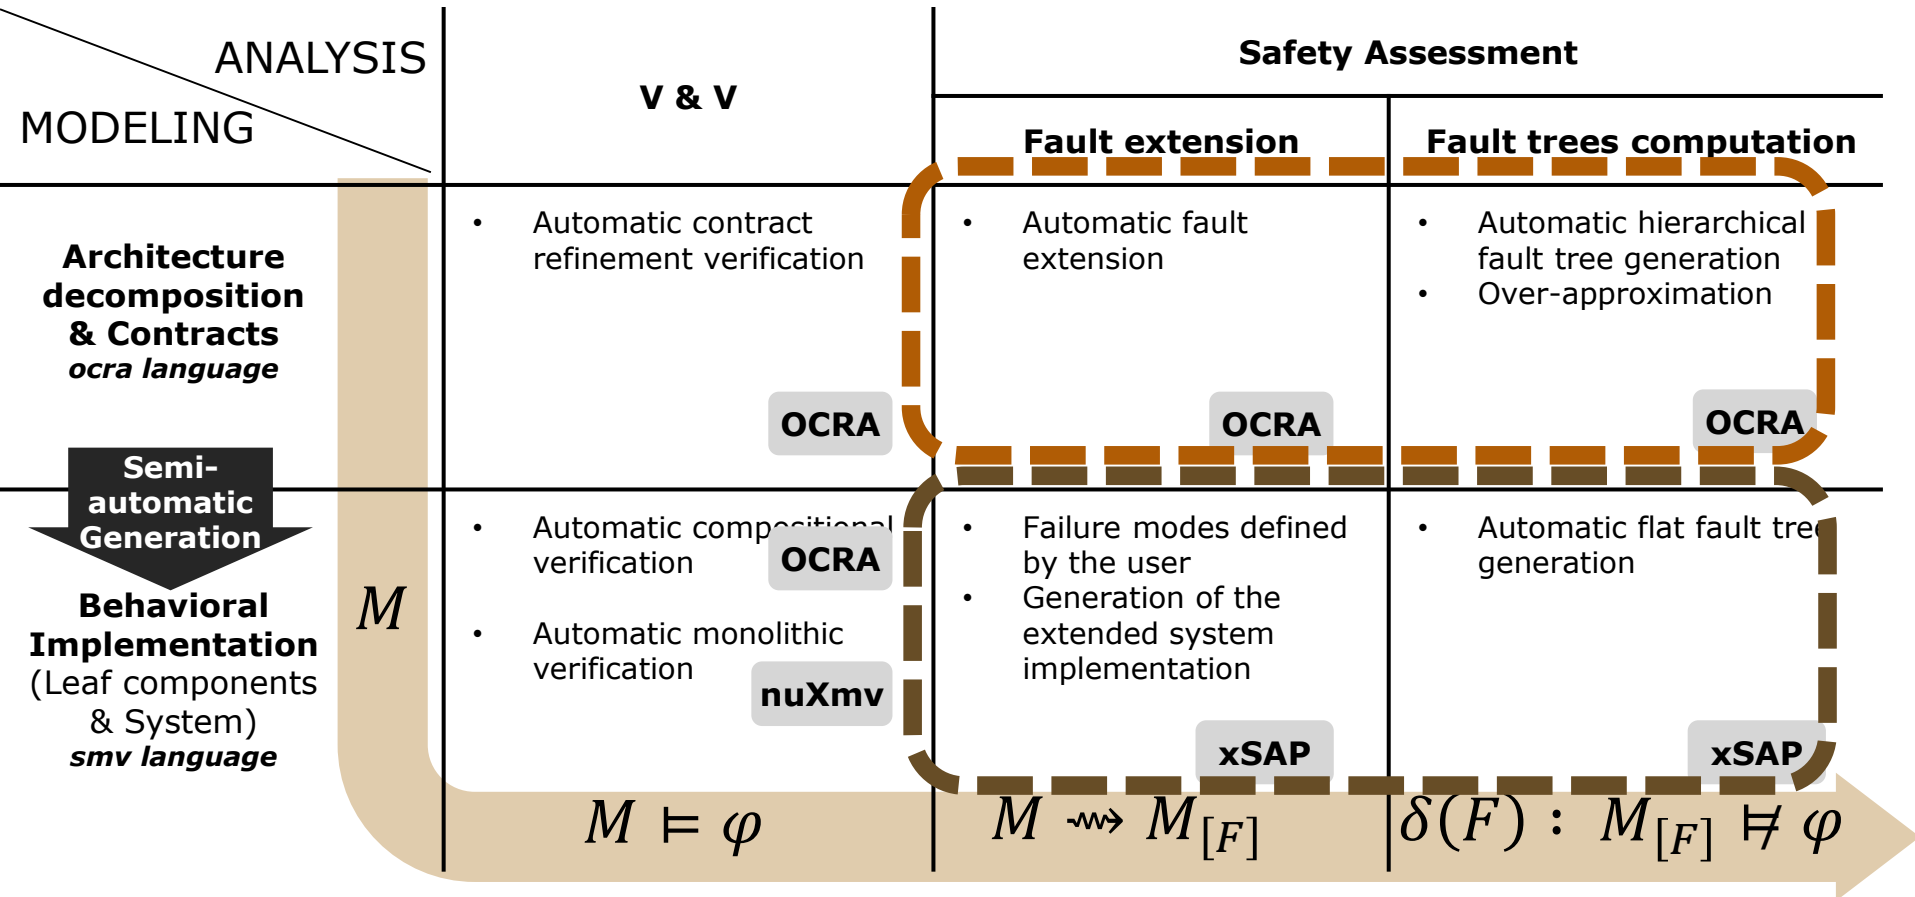 ANALYSIS
MODELING
V & V
Safety Assessment
Fault extension
Fault trees computation
Architecture
decomposition
& Contracts
ocra language
• Automatic contract
refinement verification
OCRA
• Automatic fault
extension
OCRA
• Automatic hierarchical
fault tree generation
• Over-approximation
OCRA
Semi-
automatic
Generation
Behavioral
Implementation
(Leaf components
& System)
smv language
M
• Automatic compositional
verification
OCRA
• Automatic monolithic
verification
nuXmv
• Failure modes defined
by the user
• Generation of the
extended system
implementation
xSAP
• Automatic flat fault tree
generation
xSAP
M ⊨ φ
M ⇝ M[F]
δ(F) : M[F] ⊭ φ